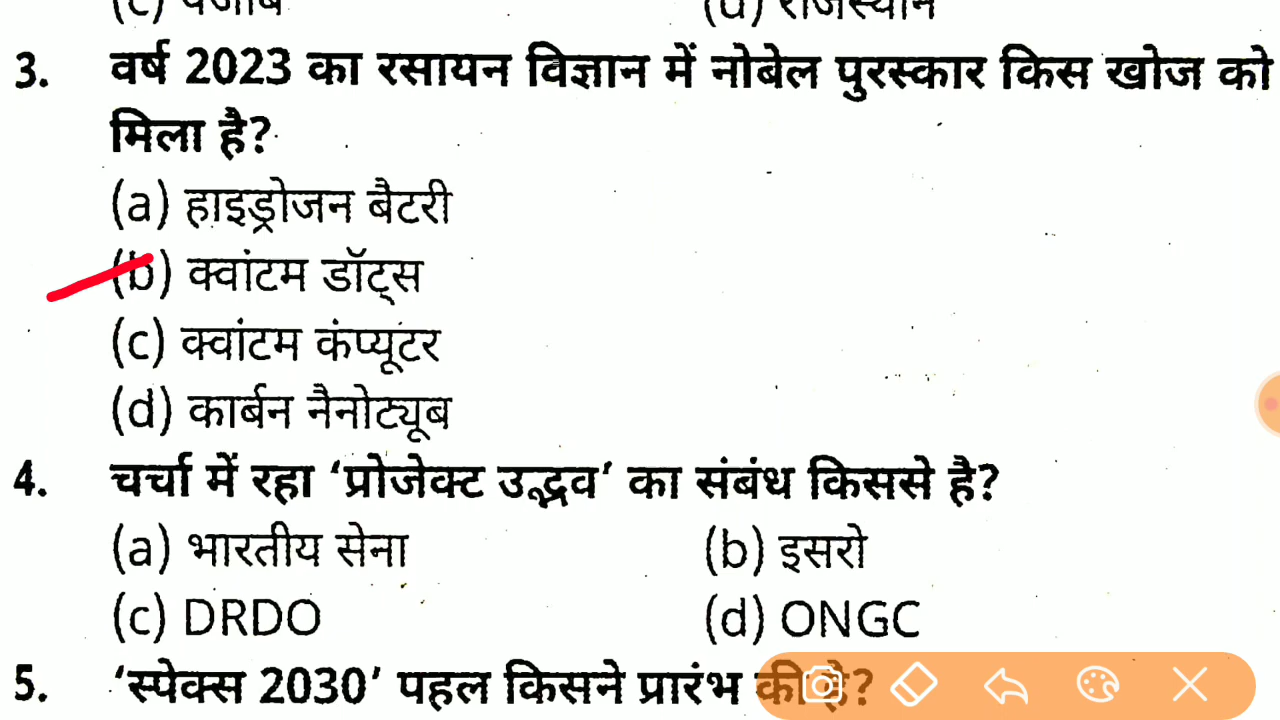 (c) पंजाब (d) राजस्थान
3. वर्ष 2023 का रसायन विज्ञान में नोबेल पुरस्कार किस खोज को
मिला है?
(a) हाइड्रोजन बैटरी
(b) क्वांटम डॉट्स
(c) क्वांटम कंप्यूटर
(d) कार्बन नैनोट्यूब
4. चर्चा में रहा ‘प्रोजेक्ट उद्भव’ का संबंध किससे है?
(a) भारतीय सेना (b) इसरो
(c) DRDO (d) ONGC
5. ‘स्पेक्स 2030’ पहल किसने प्रारंभ की है?